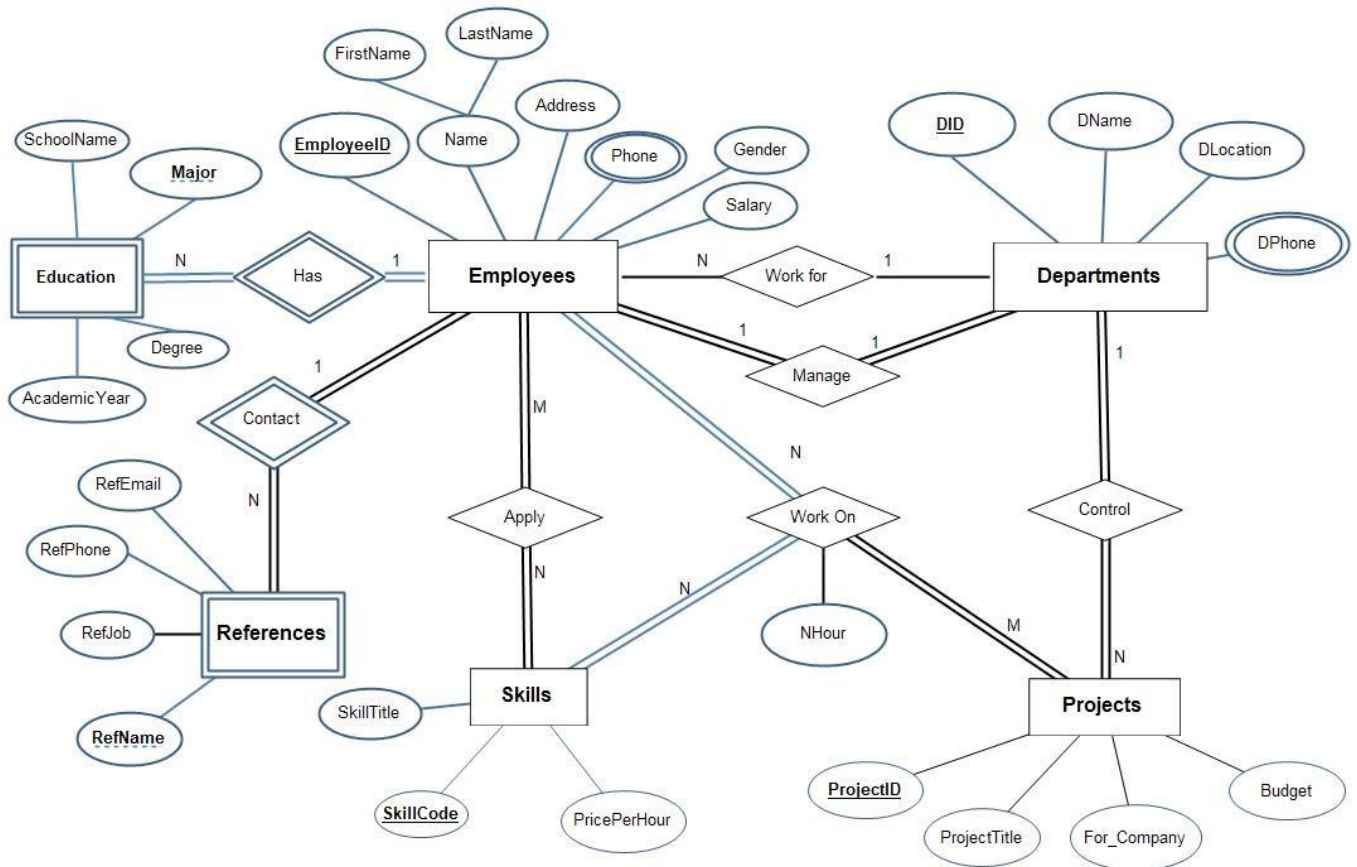 LastName
FirstName
Address
SchoolName
EmployeeID
Name
Phone
Gender
DID
DName
DLocation
Major
Salary
DPhone
Education
N
Has
1
Employees
N
Work for
1
Departments
Degree
1
1
1
Manage
1
AcademicYear
Contact
M
N
RefEmail
N
Apply
Work On
Control
RefPhone
N
N
RefJob
References
NHour
M
N
Skills
Projects
SkillTitle
RefName
ProjectID
Budget
SkillCode
PricePerHour
ProjectTitle
For_Company